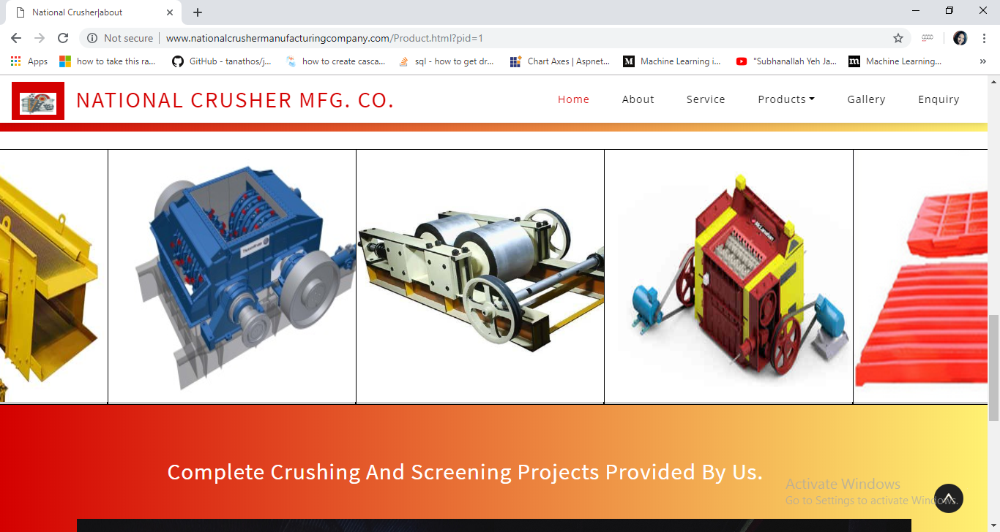 National Crusher|about
Not secure
www.nationalcrushermanufacturingcompany.com/Product.html?pid=1
Apps
how to take this ra...
GitHub - tanathos/j...
how to create casca...
sql - how to get dr...
Chart Axes | Aspnet...
M
Machine Learning i...
"Subhanallah Yeh Ja...
m
Machine Learning...
»
NATIONAL CRUSHER MFG. CO.
Home
About
Service
Products
Gallery
Enquiry
Complete Crushing And Screening Projects Provided By Us.
Activate Windows
Go to Settings to activate Windows.